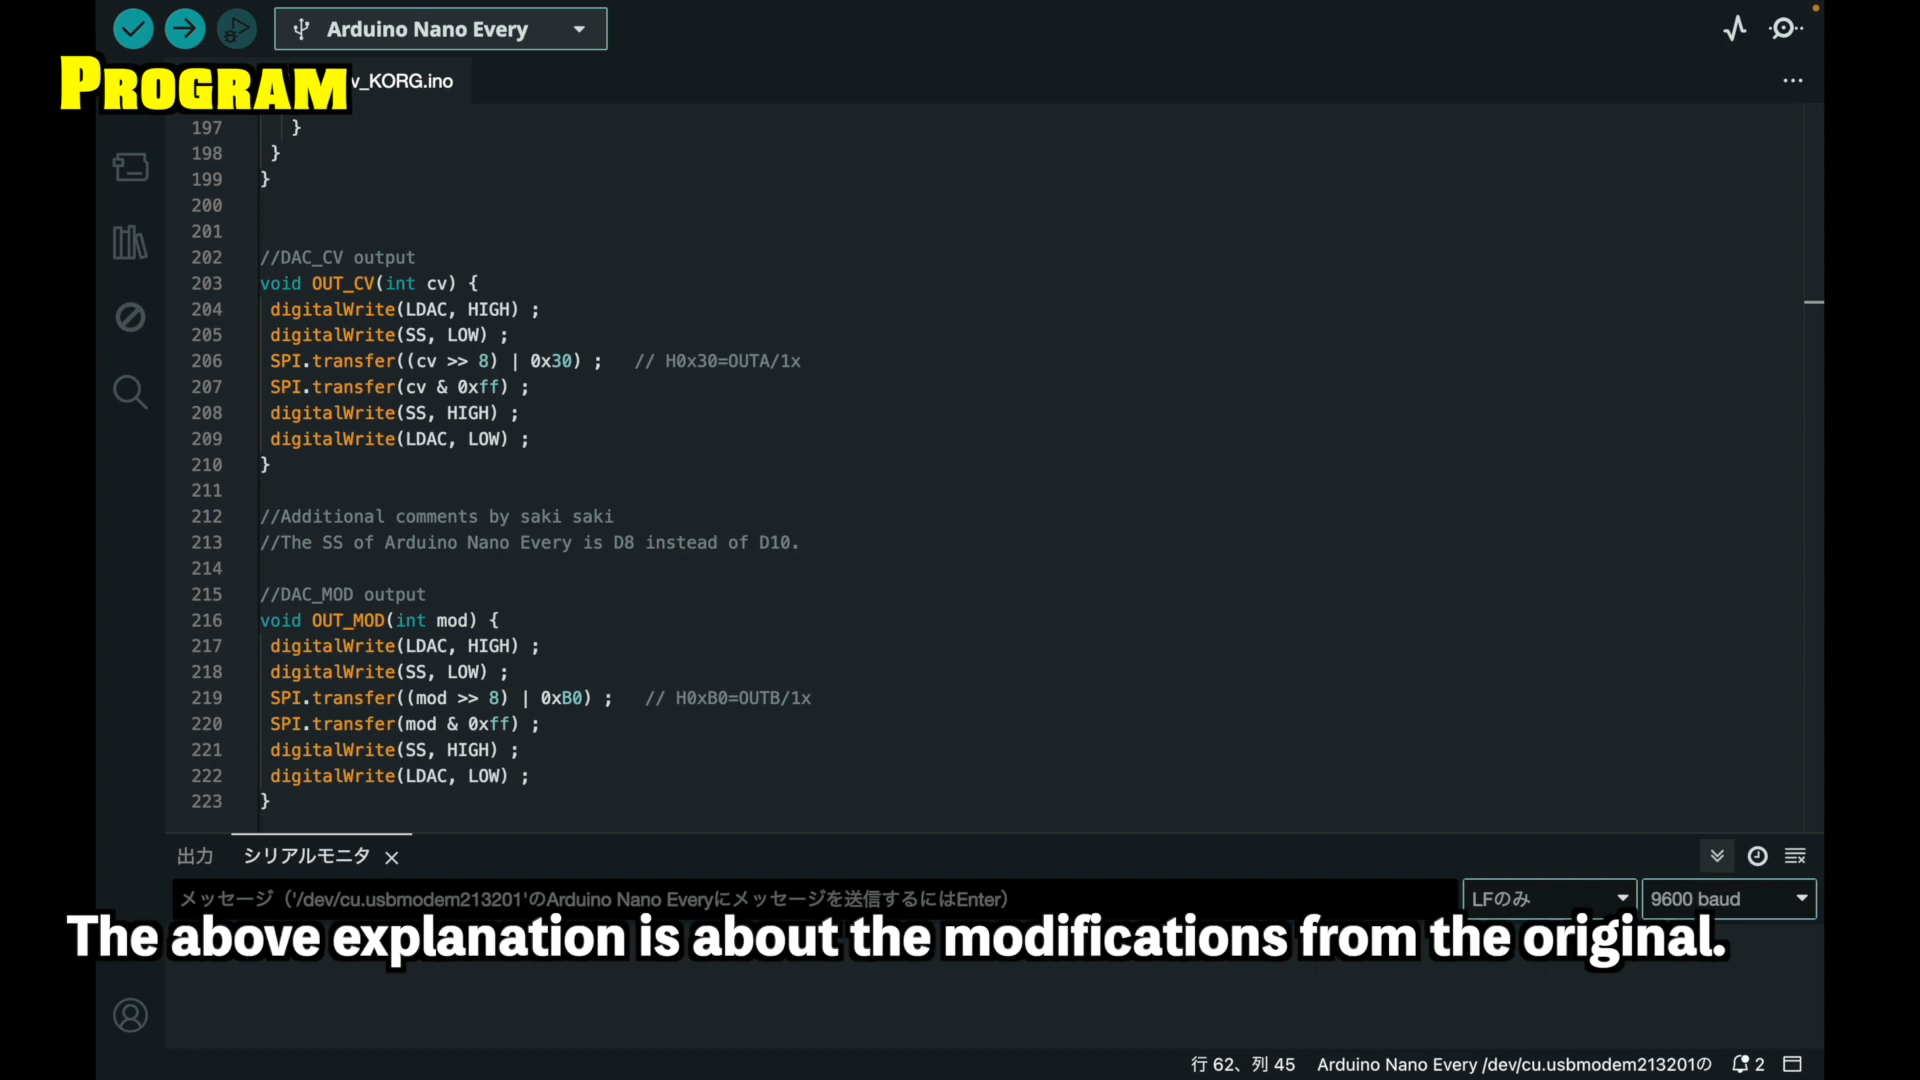 Arduino Nano Every
PROGRAM
v_KORG.ino
197 }
198 }
199 }
200
201
202 //DAC_CV output
203 void OUT_CV(int cv) {
204 digitalWrite(LDAC, HIGH) ;
205 digitalWrite(SS, LOW) ;
206 SPI.transfer((cv >> 8) | 0x30) ; // H0x30=OUTA/1x
207 SPI.transfer(cv & 0xff) ;
208 digitalWrite(SS, HIGH) ;
209 digitalWrite(LDAC, LOW) ;
210 }
211
212 //Additional comments by saki saki
213 //The SS of Arduino Nano Every is D8 instead of D10.
214
215 //DAC_MOD output
216 void OUT_MOD(int mod) {
217 digitalWrite(LDAC, HIGH) ;
218 digitalWrite(SS, LOW) ;
219 SPI.transfer((mod >> 8) | 0xB0) ; // H0xB0=OUTB/1x
220 SPI.transfer(mod & 0xff) ;
221 digitalWrite(SS, HIGH) ;
222 digitalWrite(LDAC, LOW) ;
223 }
出力 シリアルモニタ
メッセージ（'/dev/cu.usbmodem213201'のArduino Nano Everyにメッセージを送信するにはEnter） LFのみ 9600 baud
The above explanation is about the modifications from the original.
行 62、列 45 Arduino Nano Every /dev/cu.usbmodem213201の 2